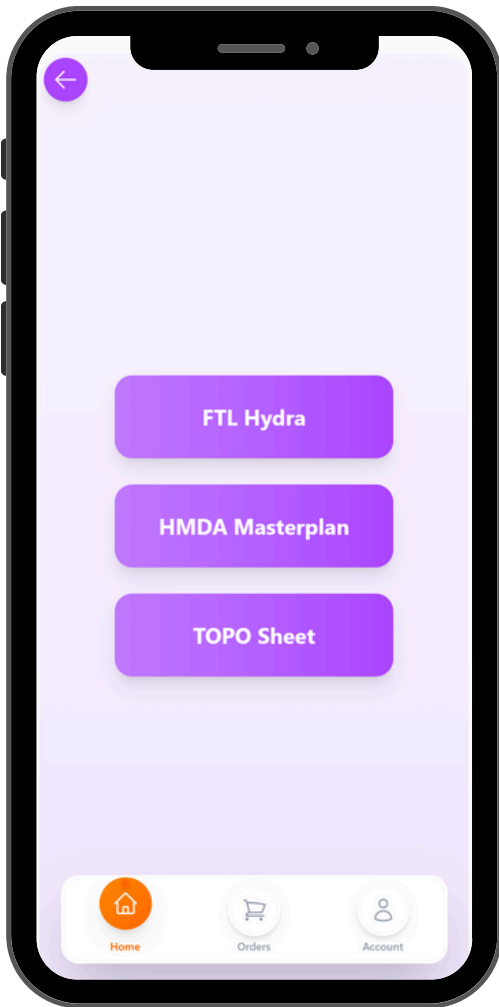 FTL Hydra
HMDA Masterplan
TOPO Sheet
Home
Orders
Account